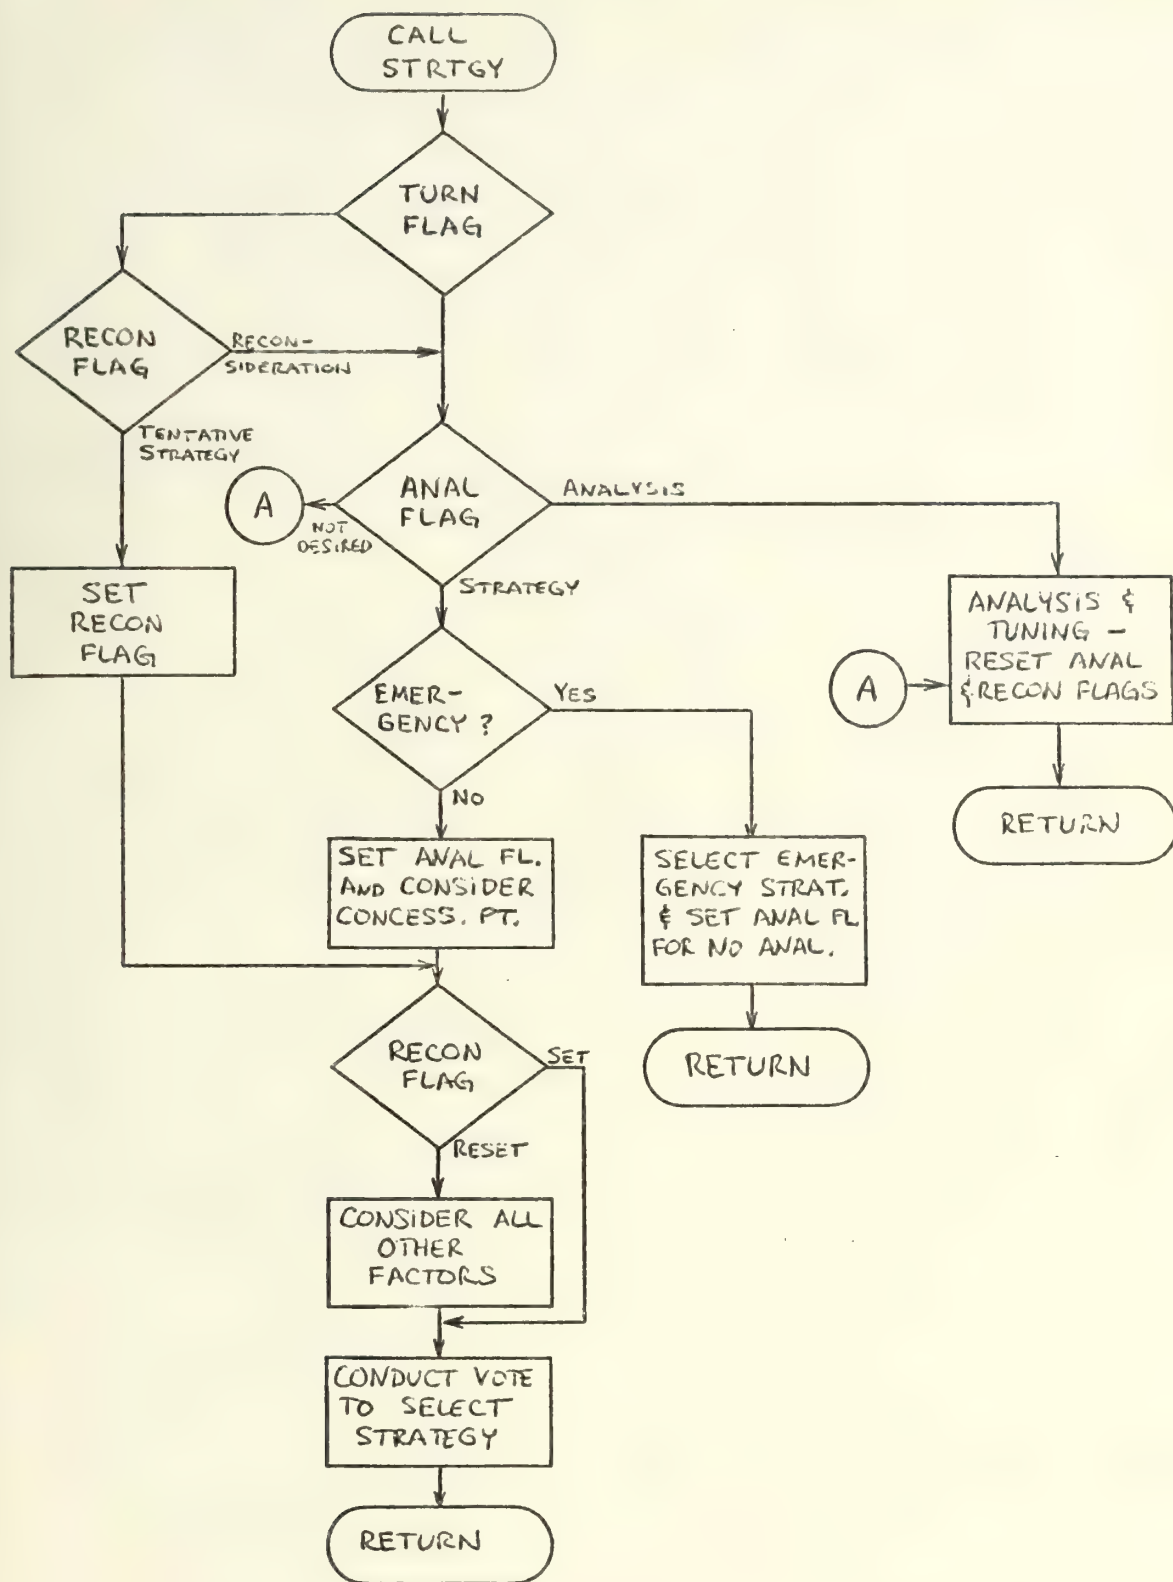 CALL
STRTGY
TURN
FLAG
RECON
FLAG
RECON-
SIDERATION
TENTATIVE
STRATEGY
A
NOT
DESIRED
ANAL
FLAG
ANALYSIS
STRATEGY
SET
RECON
FLAG
ANALYSIS &
TUNING –
RESET ANAL
& RECON FLAGS
A
EMER-
GENCY ?
YES
NO
RETURN
SET ANAL FL.
AND CONSIDER
CONCESS. PT.
SELECT EMER-
GENCY STRAT.
& SET ANAL FL
FOR NO ANAL.
RECON
FLAG
SET
RESET
RETURN
CONSIDER ALL
OTHER
FACTORS
CONDUCT VOTE
TO SELECT
STRATEGY
RETURN